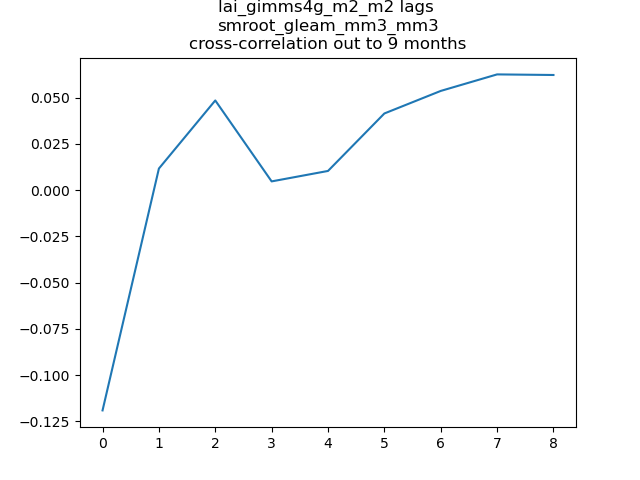 lai_gimms4g_m2_m2 lags
smroot_gleam_mm3_mm3
cross-correlation out to 9 months
0.050
0.025
0.000
−0.025
−0.050
−0.075
−0.100
−0.125
0 1 2 3 4 5 6 7 8